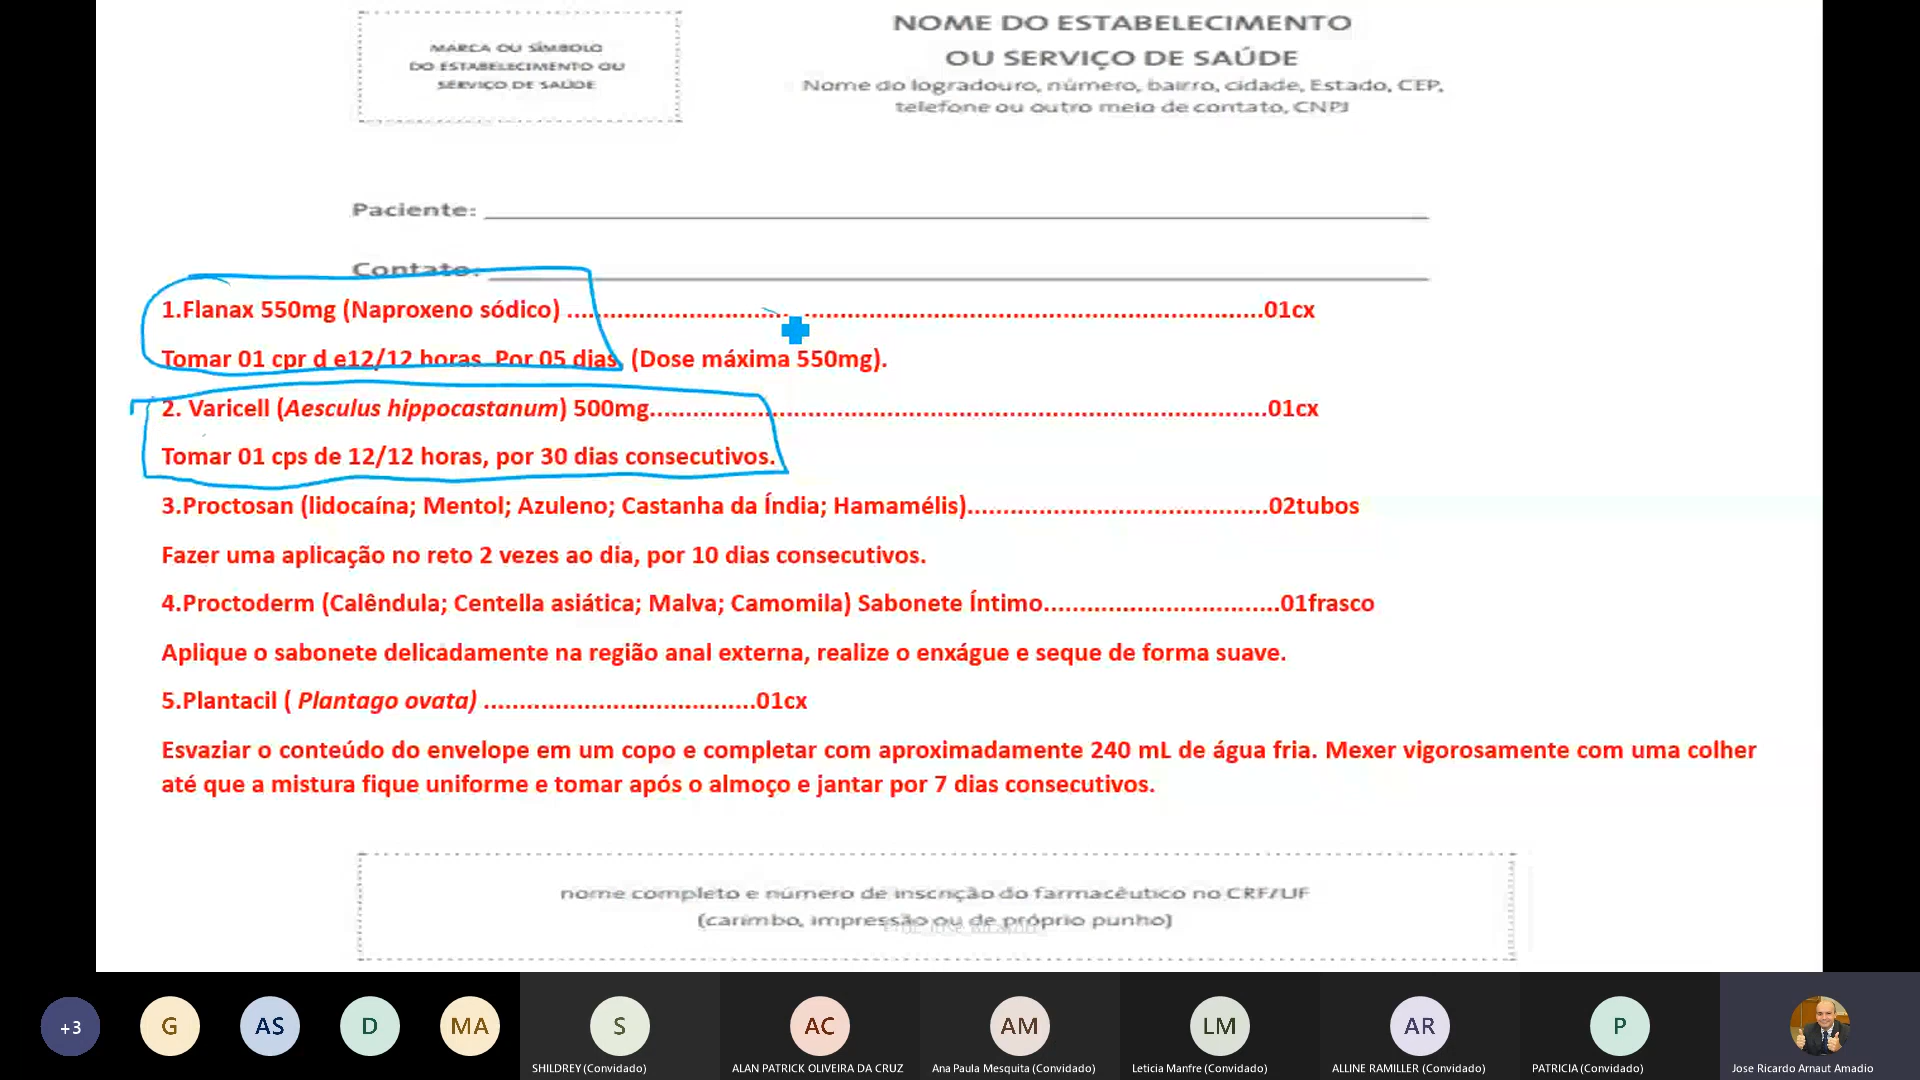 MARCA OU SÍMBOLO
DO ESTABELECIMENTO OU
SERVIÇO DE SAÚDE
NOME DO ESTABELECIMENTO
OU SERVIÇO DE SAÚDE
Nome do logradouro, número, bairro, cidade, Estado, CEP,
telefone ou outro meio de contato, CNPJ
Paciente:
Contato:
1.Flanax 550mg (Naproxeno sódico) ................................................................................................01cx
Tomar 01 cpr d e12/12 horas. Por 05 dias. (Dose máxima 550mg).
2. Varicell (Aesculus hippocastanum) 500mg......................................................................................01cx
Tomar 01 cps de 12/12 horas, por 30 dias consecutivos.
3.Proctosan (lidocaína; Mentol; Azuleno; Castanha da Índia; Hamamélis)..........................................02tubos
Fazer uma aplicação no reto 2 vezes ao dia, por 10 dias consecutivos.
4.Proctoderm (Calêndula; Centella asiática; Malva; Camomila) Sabonete Íntimo.................................01frasco
Aplique o sabonete delicadamente na região anal externa, realize o enxágue e seque de forma suave.
5.Plantacil ( Plantago ovata) ......................................01cx
Esvaziar o conteúdo do envelope em um copo e completar com aproximadamente 240 mL de água fria. Mexer vigorosamente com uma colher
até que a mistura fique uniforme e tomar após o almoço e jantar por 7 dias consecutivos.
nome completo e número de inscrição do farmacêutico no CRF/UF
(carimbo, impressão ou de próprio punho)
+3
G
AS
D
MA
S
AC
AM
LM
AR
P
SHILDREY (Convidado)
ALAN PATRICK OLIVEIRA DA CRUZ
Ana Paula Mesquita (Convidado)
Leticia Manfre (Convidado)
ALLINE RAMILLER (Convidado)
PATRICIA (Convidado)
Jose Ricardo Arnaut Amadio